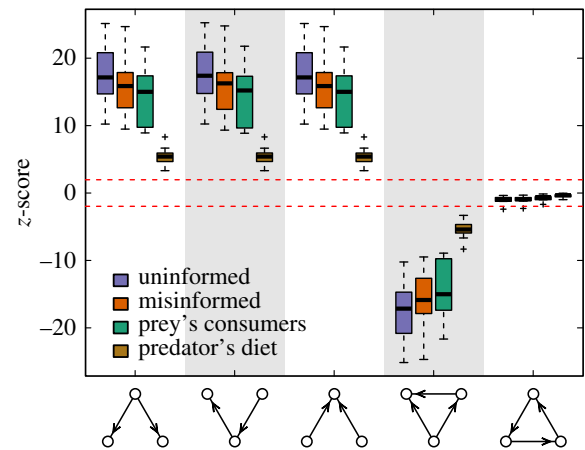 20
10
0
−10
−20
z-score
uninformed
misinformed
prey's consumers
predator's diet